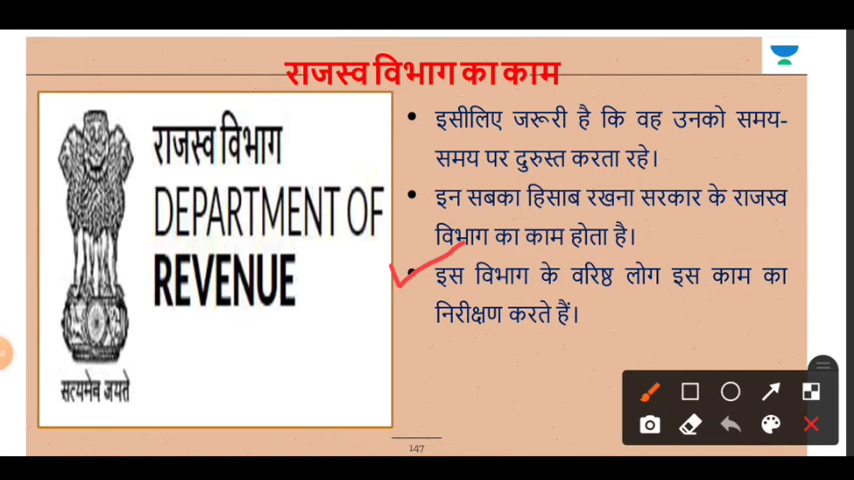 राजस्व विभाग का काम
राजस्व विभाग
DEPARTMENT OF
REVENUE
सत्यमेव जयते
इसीलिए जरूरी है कि वह उनको समय-
समय पर दुरुस्त करता रहे।
इन सबका हिसाब रखना सरकार के राजस्व
विभाग का काम होता है।
इस विभाग के वरिष्ठ लोग इस काम का
निरीक्षण करते हैं।
147